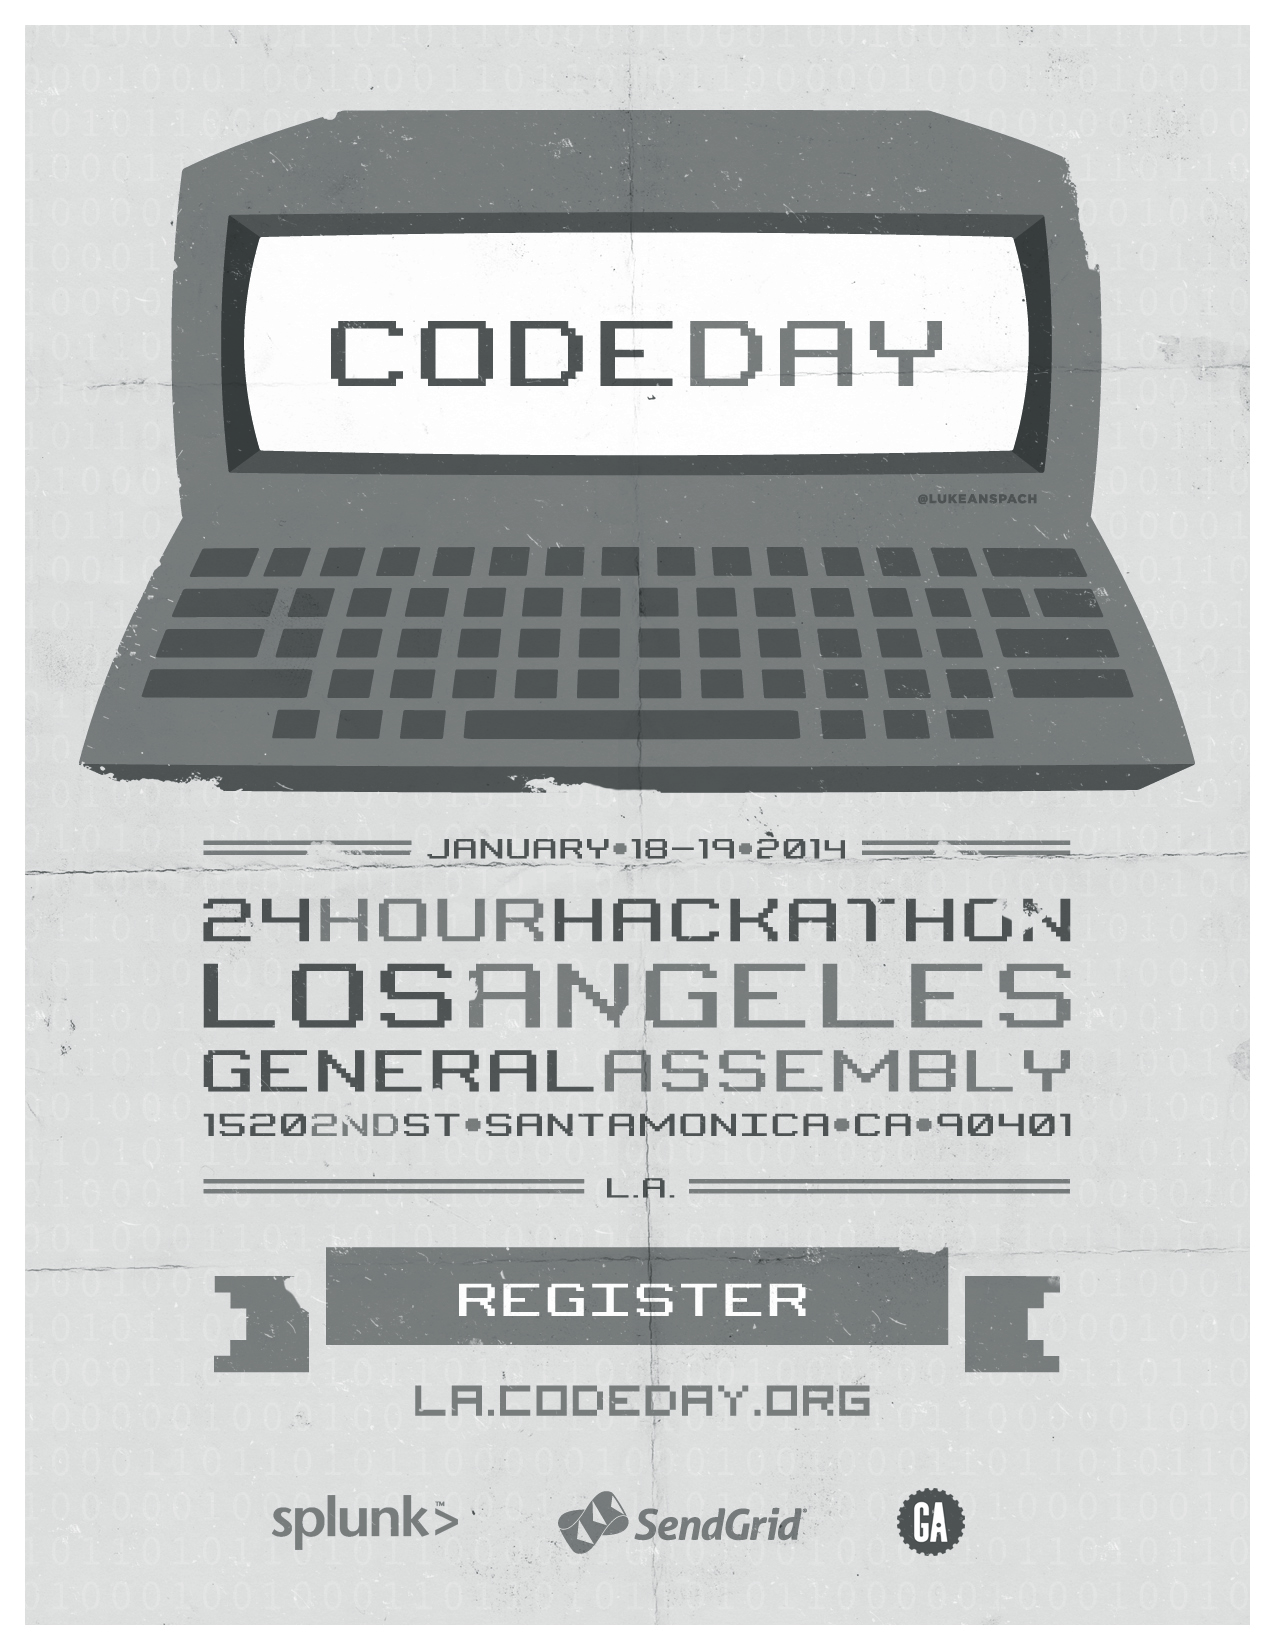 CODEDAY
@LUKEANSPACH
JANUARY•18–19•2014
24HOURHACKATHON
LOSANGELES
GENERALASSEMBLY
15202NDST•SANTAMONICA•CA•90401
L.A.
REGISTER
LA.CODEDAY.ORG
splunk>™ SendGrid GA